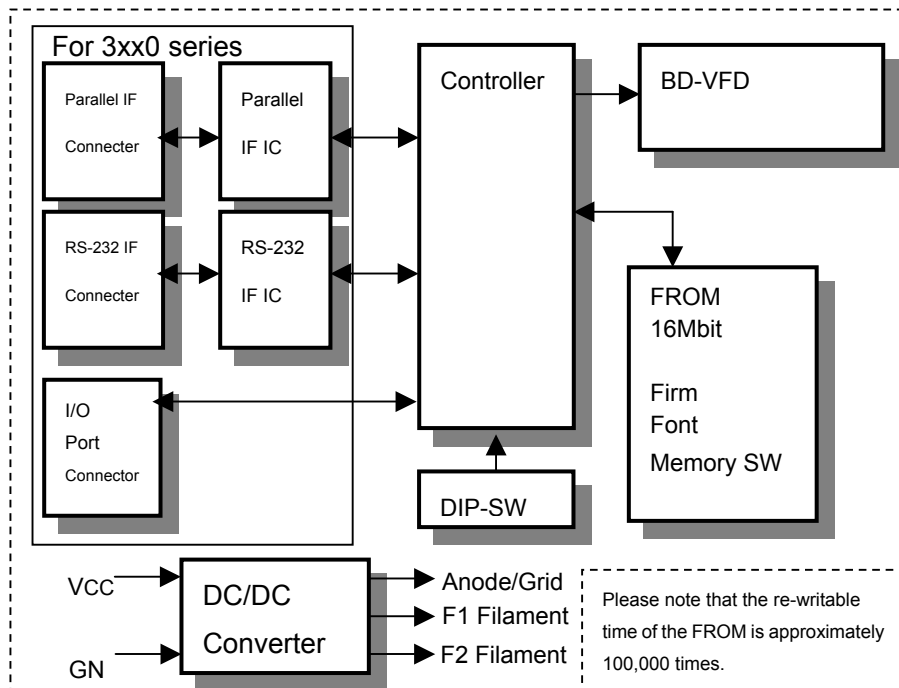 For 3xx0 series
Parallel IF
Connecter
Parallel
IF IC
RS-232 IF
Connecter
RS-232
IF IC
I/O
Port
Connector
Controller
DIP-SW
BD-VFD
FROM
16Mbit
Firm
Font
Memory SW
VCC
GN
DC/DC
Converter
Anode/Grid
F1 Filament
F2 Filament
Please note that the re-writable
time of the FROM is approximately
100,000 times.